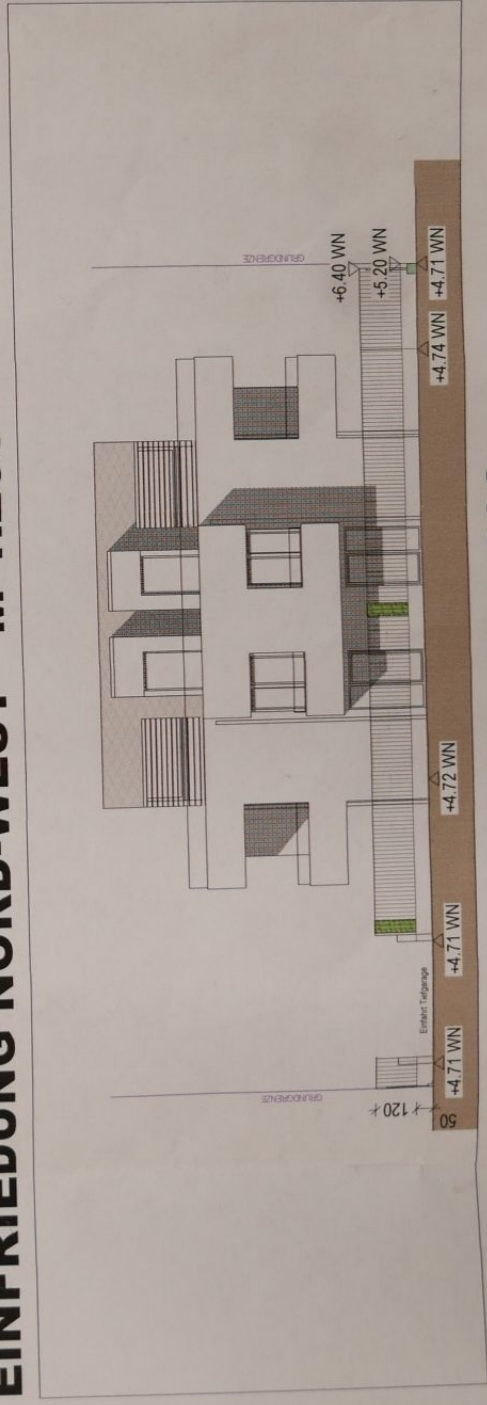 EINFRIEDUNG NORD-WEST
GRUNDGRENZE
GRUNDGRENZE
+6.40 WN
+5.20 WN
120
50
Einfahrt Tiefgarage
+4.71 WN
+4.71 WN
+4.72 WN
+4.74 WN
+4.71 WN